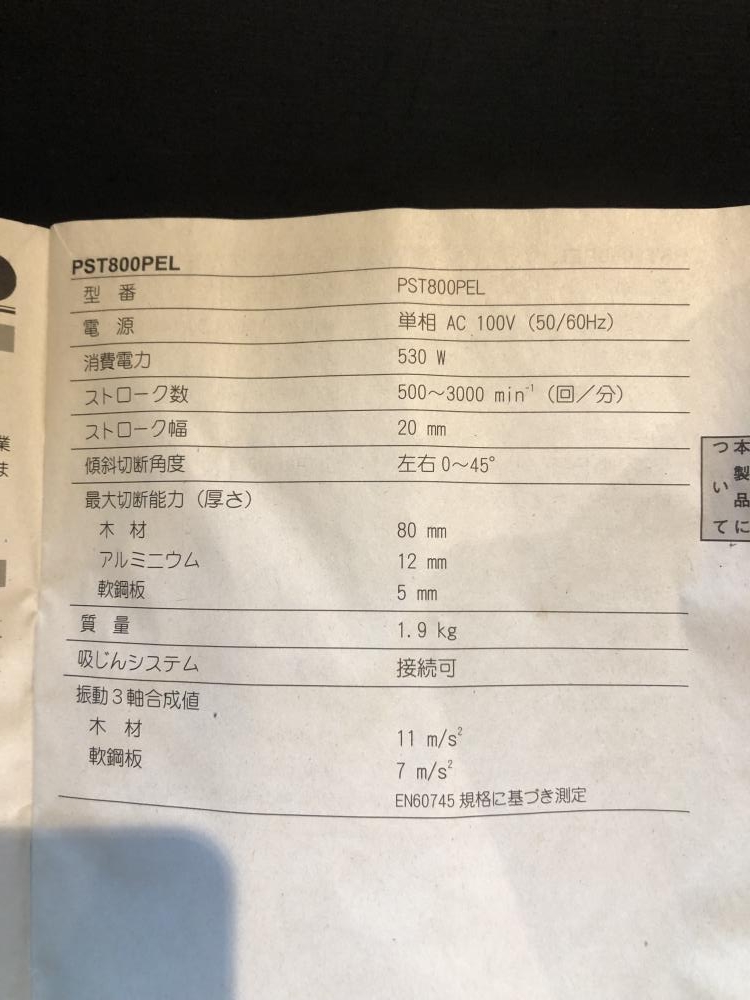 PST800PEL
型 番 PST800PEL
電 源 単相 AC 100V (50/60Hz)
消費電力 530 W
ストローク数 500～3000 min⁻¹ (回／分)
ストローク幅 20 mm
傾斜切断角度 左右 0～45°
最大切断能力 (厚さ)
木 材 80 mm
アルミニウム 12 mm
軟鋼板 5 mm
質 量 1.9 kg
吸じんシステム 接続可
振動3軸合成値
木 材 11 m/s²
軟鋼板 7 m/s²
EN60745 規格に基づき測定
本製品に
ついて
業
ま